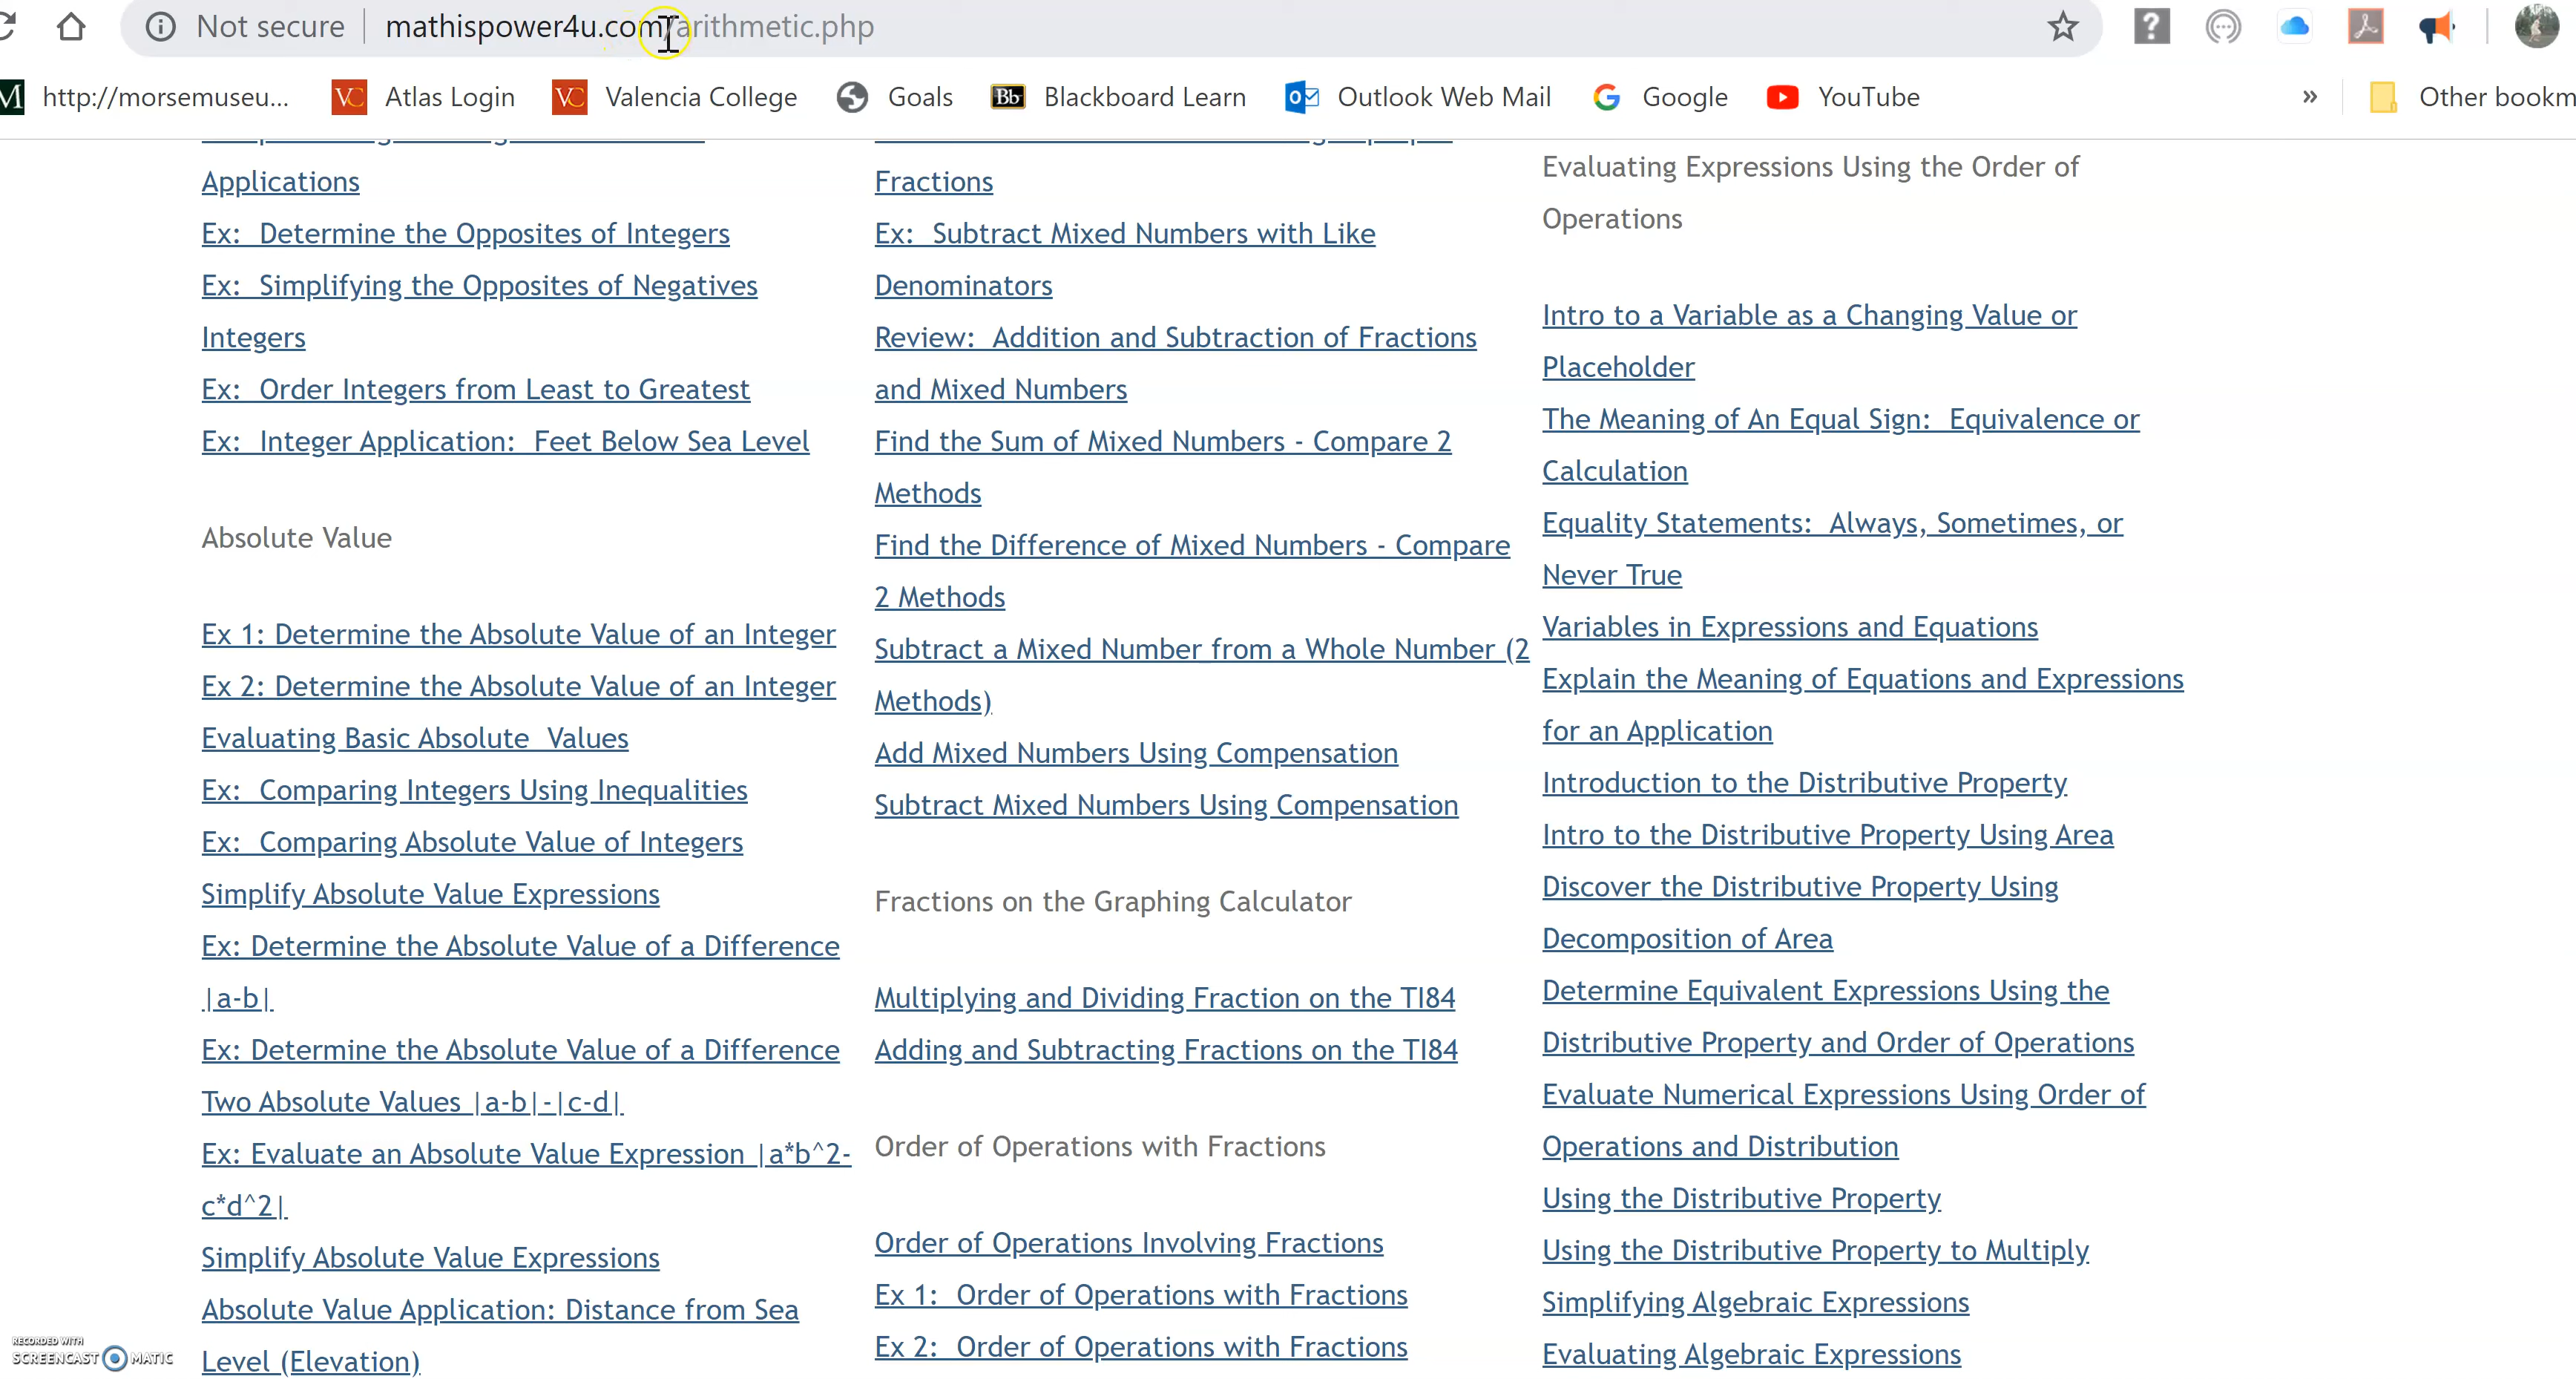 Not secure
mathispower4u.com/arithmetic.php
http://morsemuseu...
VC Atlas Login
VC Valencia College
Goals
Bb Blackboard Learn
Outlook Web Mail
Google
YouTube
»
Other bookm
Applications
Ex:  Determine the Opposites of Integers
Ex:  Simplifying the Opposites of Negatives
Integers
Ex:  Order Integers from Least to Greatest
Ex:  Integer Application:  Feet Below Sea Level
Absolute Value
Ex 1: Determine the Absolute Value of an Integer
Ex 2: Determine the Absolute Value of an Integer
Evaluating Basic Absolute  Values
Ex:  Comparing Integers Using Inequalities
Ex:  Comparing Absolute Value of Integers
Simplify Absolute Value Expressions
Ex: Determine the Absolute Value of a Difference
|a-b|
Ex: Determine the Absolute Value of a Difference
Two Absolute Values |a-b|-|c-d|
Ex: Evaluate an Absolute Value Expression |a*b^2-
c*d^2|
Simplify Absolute Value Expressions
Absolute Value Application: Distance from Sea
Level (Elevation)
Fractions
Ex:  Subtract Mixed Numbers with Like
Denominators
Review:  Addition and Subtraction of Fractions
and Mixed Numbers
Find the Sum of Mixed Numbers - Compare 2
Methods
Find the Difference of Mixed Numbers - Compare
2 Methods
Subtract a Mixed Number from a Whole Number (2
Methods)
Add Mixed Numbers Using Compensation
Subtract Mixed Numbers Using Compensation
Fractions on the Graphing Calculator
Multiplying and Dividing Fraction on the TI84
Adding and Subtracting Fractions on the TI84
Order of Operations with Fractions
Order of Operations Involving Fractions
Ex 1:  Order of Operations with Fractions
Ex 2:  Order of Operations with Fractions
Evaluating Expressions Using the Order of
Operations
Intro to a Variable as a Changing Value or
Placeholder
The Meaning of An Equal Sign:  Equivalence or
Calculation
Equality Statements:  Always, Sometimes, or
Never True
Variables in Expressions and Equations
Explain the Meaning of Equations and Expressions
for an Application
Introduction to the Distributive Property
Intro to the Distributive Property Using Area
Discover the Distributive Property Using
Decomposition of Area
Determine Equivalent Expressions Using the
Distributive Property and Order of Operations
Evaluate Numerical Expressions Using Order of
Operations and Distribution
Using the Distributive Property
Using the Distributive Property to Multiply
Simplifying Algebraic Expressions
Evaluating Algebraic Expressions
RECORDED WITH
SCREENCAST MATIC